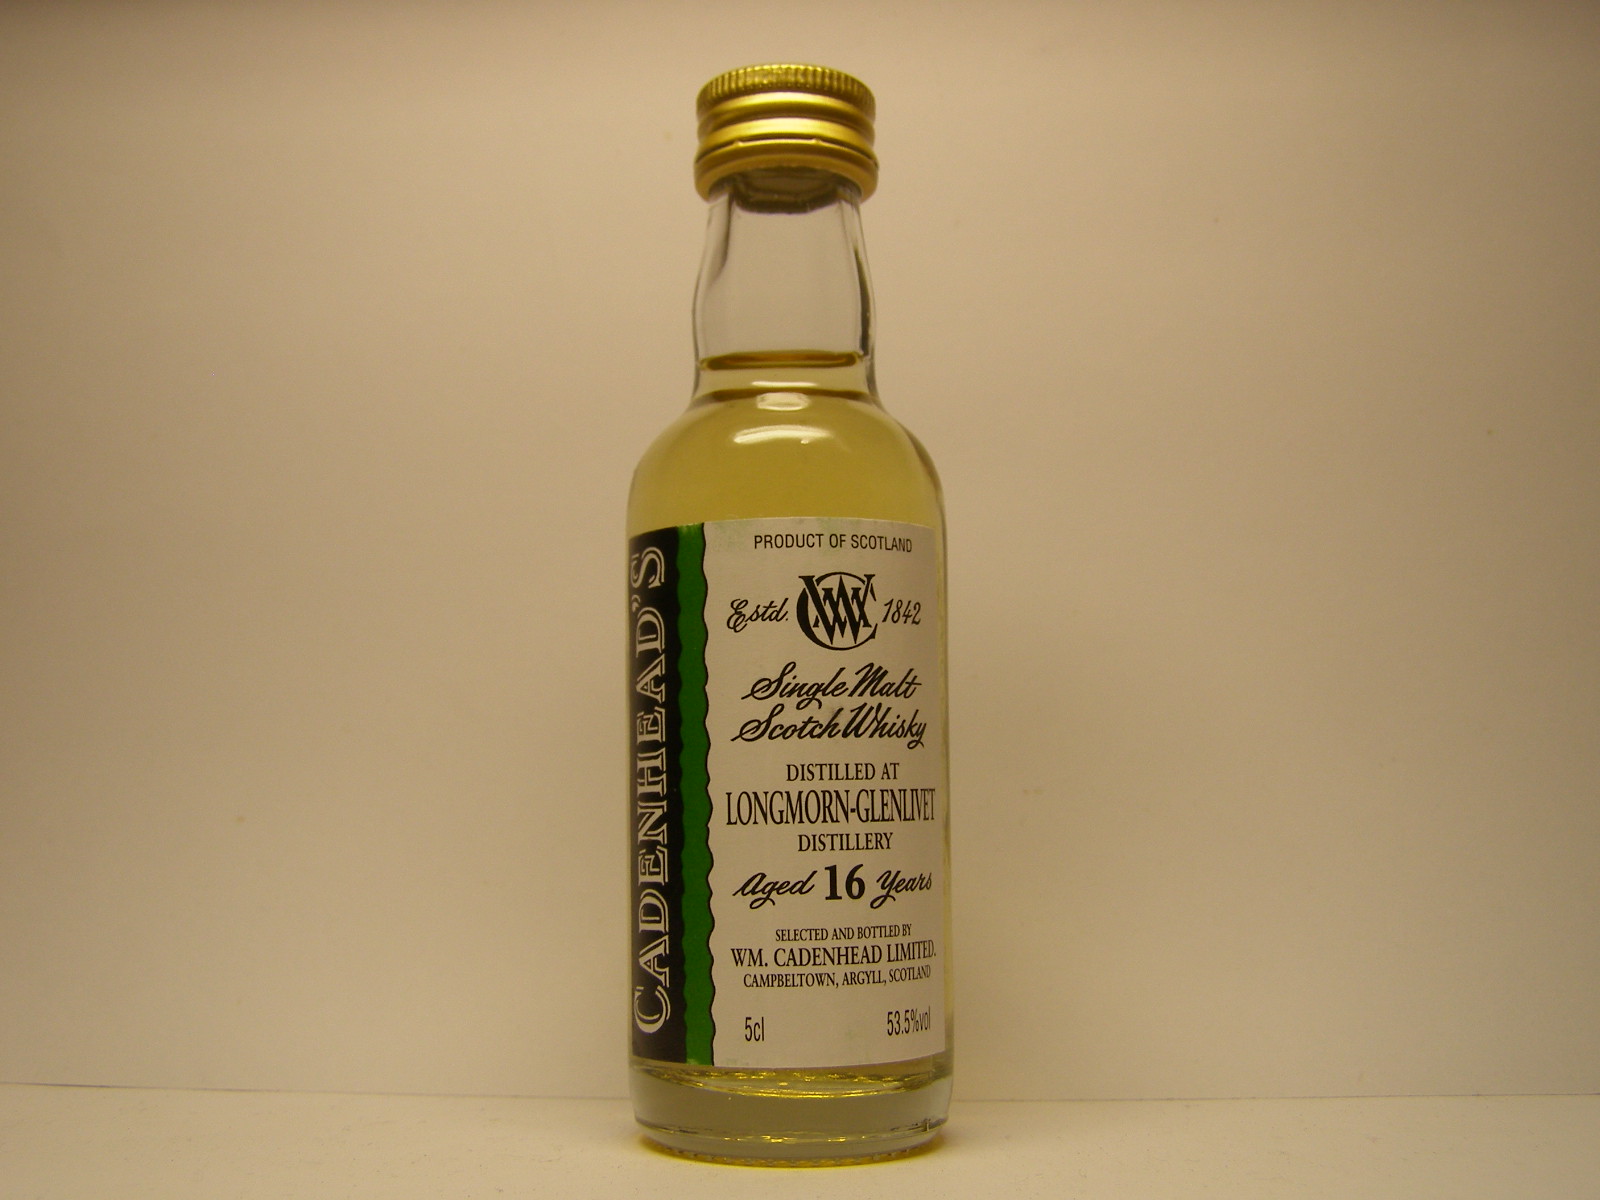 CADENHEAD'S
PRODUCT OF SCOTLAND
Estd. WC 1842
Single Malt
Scotch Whisky
DISTILLED AT
LONGMORN-GLENLIVET
DISTILLERY
Aged 16 Years
SELECTED AND BOTTLED BY
WM. CADENHEAD LIMITED.
CAMPBELTOWN, ARGYLL, SCOTLAND
5cl 53.5%vol